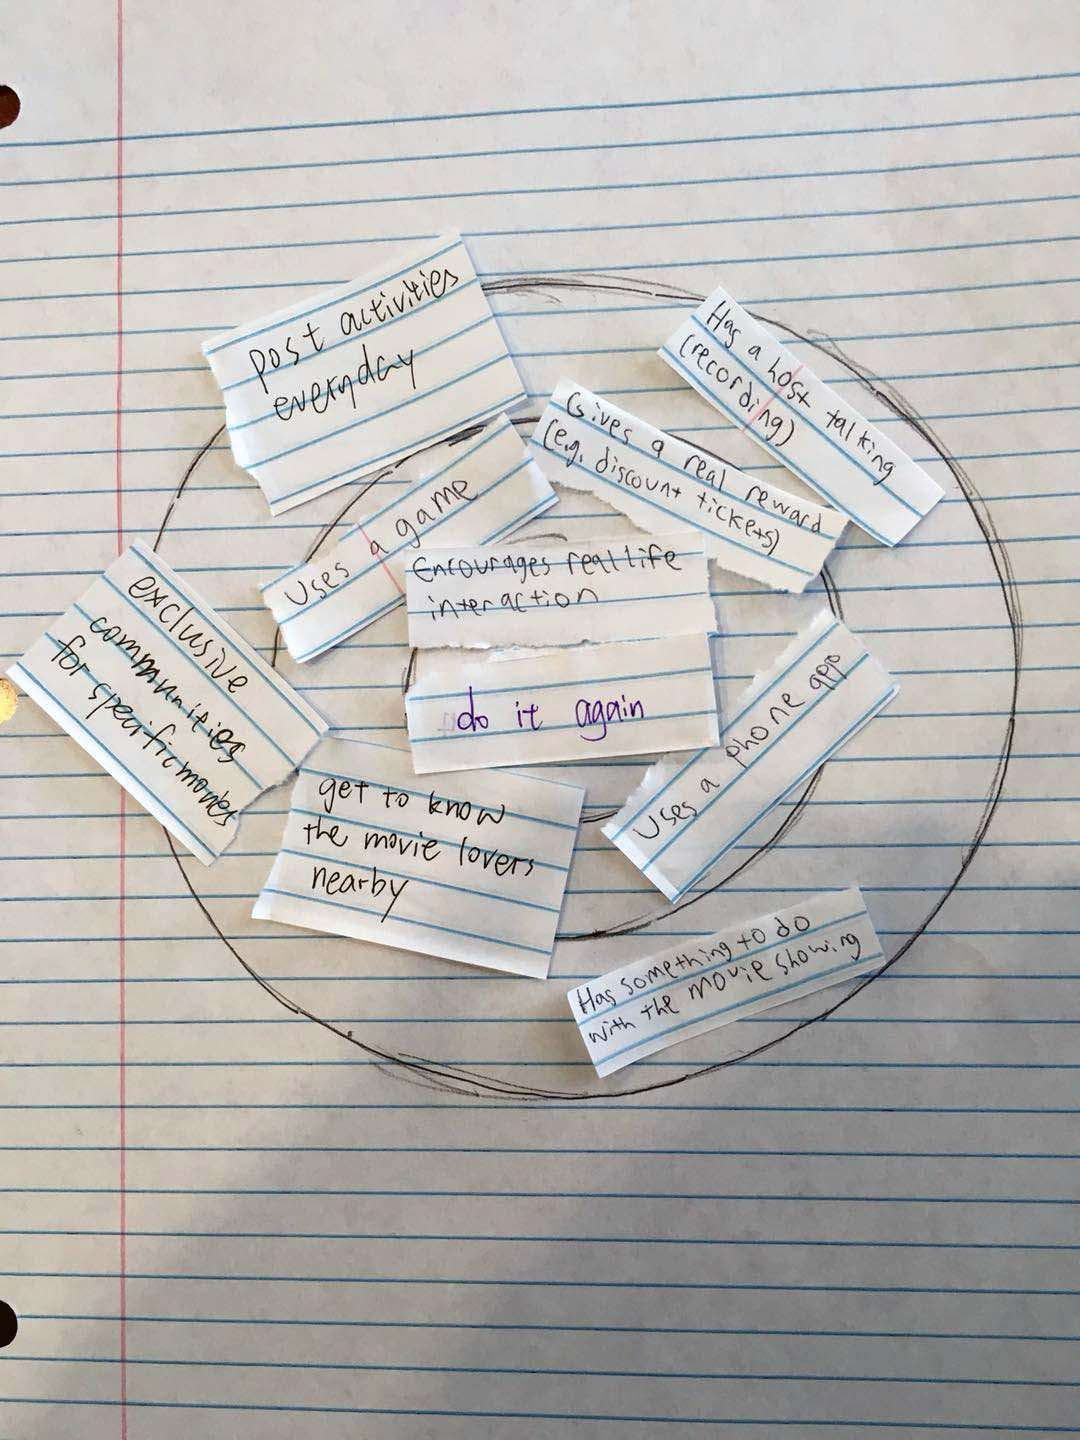 post activities
everyday
Has a host talking
(recording)
Gives a real reward
(e.g. discount tickets)
Uses a game
Encourages real life
interaction
exclusive
communities
for specific movies
do it again
Uses a phone app
get to know
the movie lovers
nearby
Has something to do
with the movie showing